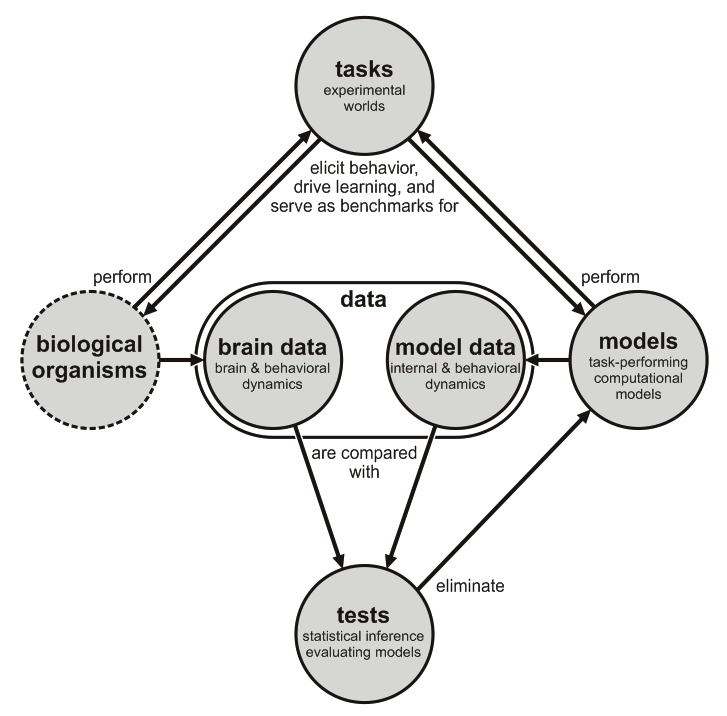 tasks
experimental
worlds
elicit behavior,
drive learning, and
serve as benchmarks for
perform
perform
data
biological
organisms
brain data
brain & behavioral
dynamics
model data
internal & behavioral
dynamics
models
task-performing
computational
models
are compared
with
eliminate
tests
statistical inference
evaluating models